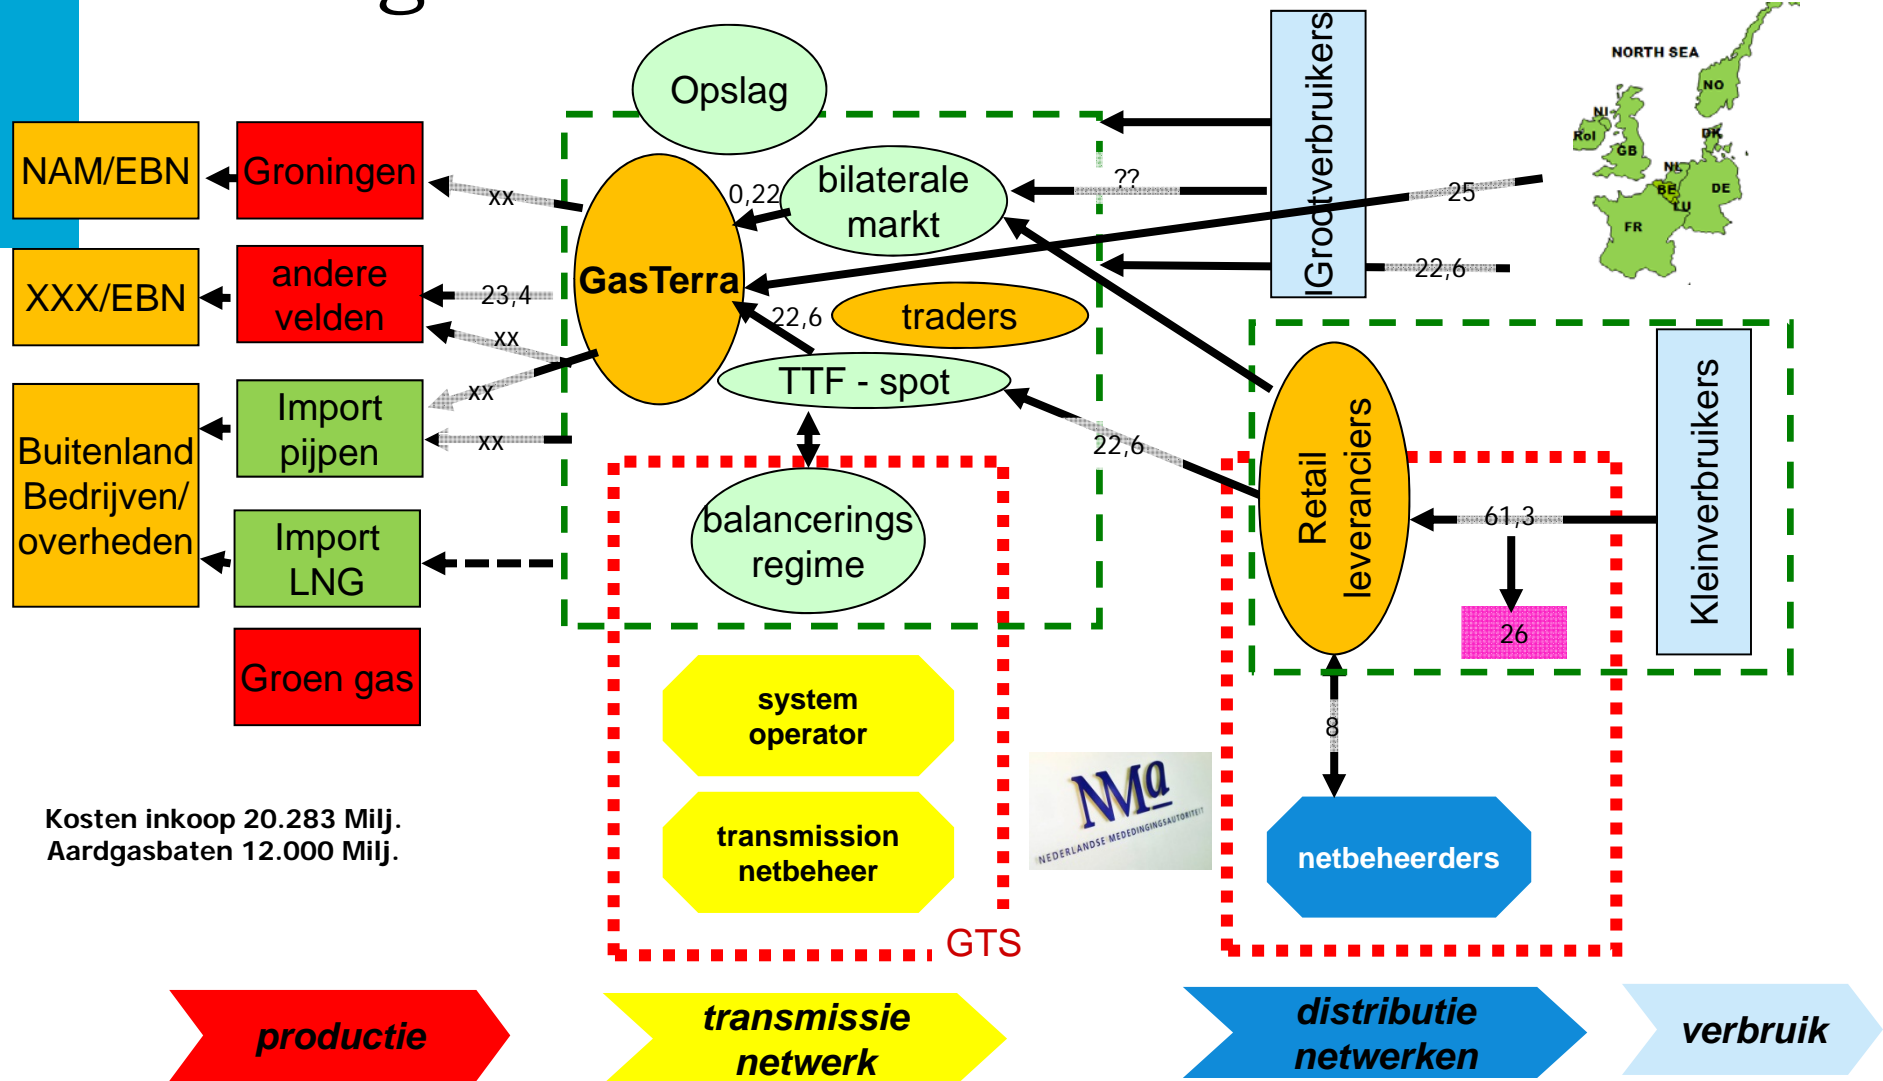 g
Opslag
NAM/EBN
Groningen
xx
0,22
bilaterale
markt
??
lGrootverbruikers
25
NORTH SEA
NO
NI
RoI
GB
DK
NL
BE
LU
DE
FR
XXX/EBN
andere
velden
23,4
xx
GasTerra
22,6
traders
22,6
TTF - spot
xx
Import
pijpen
xx
Buitenland
Bedrijven/
overheden
22,6
Retail
leveranciers
61,3
Kleinverbruikers
26
balancerings
regime
Import
LNG
Groen gas
system
operator
8
Kosten inkoop 20.283 Milj.
Aardgasbaten 12.000 Milj.
transmission
netbeheer
NMa
NEDERLANDSE MEDEDINGINGSAUTORITEIT
netbeheerders
GTS
productie
transmissie
netwerk
distributie
netwerken
verbruik